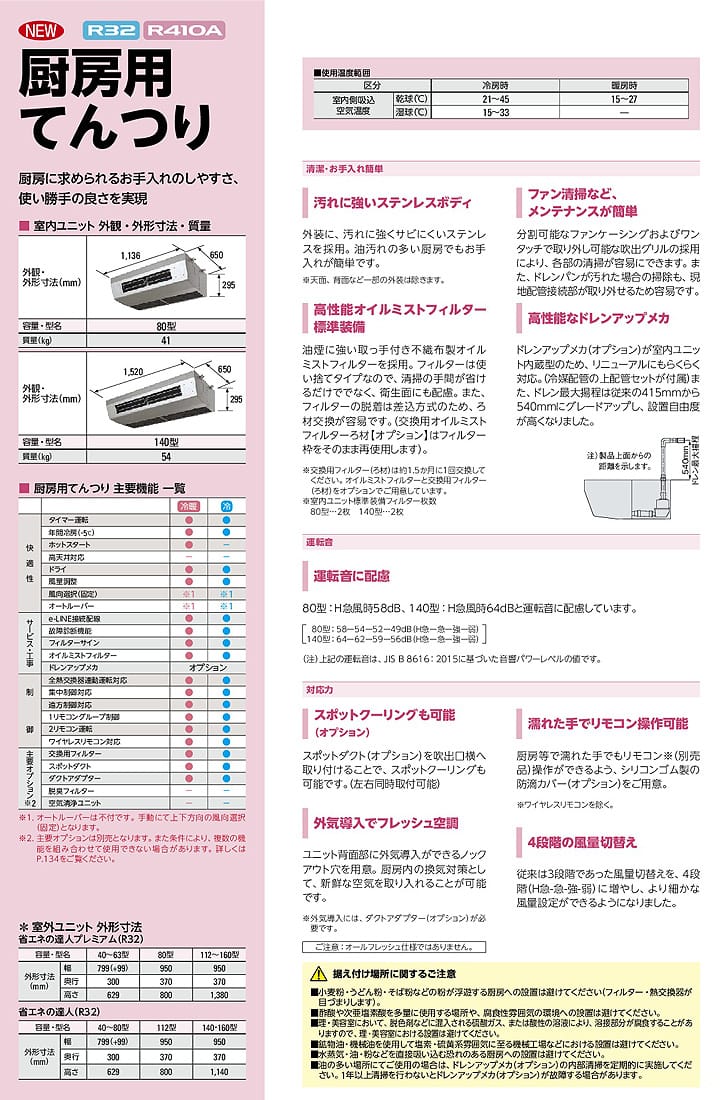 NEW R32 R410A
厨房用
てんつり
厨房に求められるお手入れのしやすさ、
使い勝手の良さを実現
■ 室内ユニット 外観・外形寸法・質量
外観・
外形寸法(mm)
1,136 650 295
容量・型名 80型
質量(kg) 41
外観・
外形寸法(mm)
1,520 650 295
容量・型名 140型
質量(kg) 54
■ 厨房用てんつり 主要機能 一覧
冷暖 冷
快適性
タイマー運転 ● ●
年間冷房(-5℃) ● ●
ホットスタート ● −
高天井対応 − −
ドライ ● ●
風量調整 ● ●
風向選択(固定) ※1 ※1
オートルーバー ※1 ※1
サービス・工事
e-LINE接続配線 ● ●
故障診断機能 ● ●
フィルターサイン ● ●
オイルミストフィルター ● ●
ドレンアップメカ オプション
制御
全熱交換器連動運転対応 ● ●
集中制御対応 ● ●
遠方制御対応 ● ●
1リモコングループ制御 ● ●
2リモコン運転 ● ●
ワイヤレスリモコン対応 ● ●
主要オプション※2
交換用フィルター ● ●
スポットダクト ● ●
ダクトアダプター ● ●
脱臭フィルター − −
空気清浄ユニット − −
※1. オートルーバーは不付です。手動にて上下方向の風向選択
(固定)となります。
※2. 主要オプションは別売となります。また条件により、複数の機
能を組み合わせて使用できない場合があります。詳しくは
P.134をご覧ください。
＊ 室外ユニット 外形寸法
省エネの達人プレミアム(R32)
容量・型名 40〜63型 80型 112〜160型
外形寸法
(mm)
幅 799(+99) 950 950
奥行 300 370 370
高さ 629 800 1,380
省エネの達人(R32)
容量・型名 40〜80型 112型 140・160型
外形寸法
(mm)
幅 799(+99) 950 950
奥行 300 370 370
高さ 629 800 1,140
■使用温度範囲
区分 冷房時 暖房時
室内側吸込
空気温度
乾球(℃) 21〜45 15〜27
湿球(℃) 15〜33 —
清潔・お手入れ簡単
汚れに強いステンレスボディ
外装に、汚れに強くサビにくいステンレ
スを採用。油汚れの多い厨房でもお手
入れが簡単です。
※天面、背面など一部の外装は除きます。
高性能オイルミストフィルター
標準装備
油煙に強い取っ手付き不織布製オイル
ミストフィルターを採用。フィルターは使
い捨てタイプなので、清掃の手間が省け
るだけででなく、衛生面にも配慮。また、
フィルターの脱着は差込方式のため、ろ
材交換が容易です。(交換用オイルミスト
フィルターろ材【オプション】はフィルター
枠をそのまま再使用します)。
※交換用フィルター(ろ材)は約1.5か月に1回交換して
ください。オイルミストフィルターと交換用フィルター
(ろ材)をオプションでご用意しています。
※室内ユニット標準装備フィルター枚数
80型…2枚 140型…2枚
ファン清掃など、
メンテナンスが簡単
分割可能なファンケーシングおよびワン
タッチで取り外し可能な吹出グリルの採用
により、各部の清掃が容易にできます。ま
た、ドレンパンが汚れた場合の掃除も、現
地配管接続部が取り外せるため容易です。
高性能なドレンアップメカ
ドレンアップメカ(オプション)が室内ユニッ
ト内蔵型のため、リニューアルにもらくらく
対応。(冷媒配管の上配管セットが付属)ま
た、ドレン最大揚程は従来の415mmから
540mmにグレードアップし、設置自由度
が高くなりました。
注)製品上面からの
距離を示します。
540mm
ドレン最大揚程
運転音
運転音に配慮
80型：H急風時58dB、140型：H急風時64dBと運転音に配慮しています。
80型：58−54−52−49dB(H急−急−強−弱)
140型：64−62−59−56dB(H急−急−強−弱)
(注)上記の運転音は、JIS B 8616：2015に基づいた音響パワーレベルの値です。
対応力
スポットクーリングも可能
(オプション)
スポットダクト(オプション)を吹出口横へ
取り付けることで、スポットクーリングも
可能です。(左右同時取付可能)
外気導入でフレッシュ空調
ユニット背面部に外気導入ができるノック
アウト穴を用意。厨房内の換気対策とし
て、新鮮な空気を取り入れることが可能
です。
※外気導入には、ダクトアダプター(オプション)が必
要です。
ご注意：オールフレッシュ仕様ではありません。
濡れた手でリモコン操作可能
厨房等で濡れた手でもリモコン※(別売
品)操作ができるよう、シリコンゴム製の
防滴カバー(オプション)をご用意。
※ワイヤレスリモコンを除く。
4段階の風量切替え
従来は3段階であった風量切替えを、4段
階(H急-急-強-弱)に増やし、より細かな
風量設定ができるようになりました。
据え付け場所に関するご注意
■小麦粉・うどん粉・そば粉などの粉が浮遊する厨房への設置は避けてください(フィルター・熱交換器が
目づまりします)。
■酢酸や次亜塩素酸を多量に使用する場所や、腐食性雰囲気の環境への設置は避けてください。
■理・美容室において、脱色剤などに混入される硫酸ガス、または酸性の溶液により、溶接部分が腐食することがあ
りますので、理・美容室における設置は避けてください。
■鉱物油・機械油を使用して塩素・硫黄系雰囲気に至る機械工場などにおける設置は避けてください。
■水蒸気・油・粉などを直接吸い込む恐れのある厨房への設置は避けてください。
■油の多い場所にてご使用の場合は、ドレンアップメカ(オプション)の内部清掃を定期的に実施してくだ
さい。1年以上清掃を行わないとドレンアップメカ(オプション)が故障する場合があります。